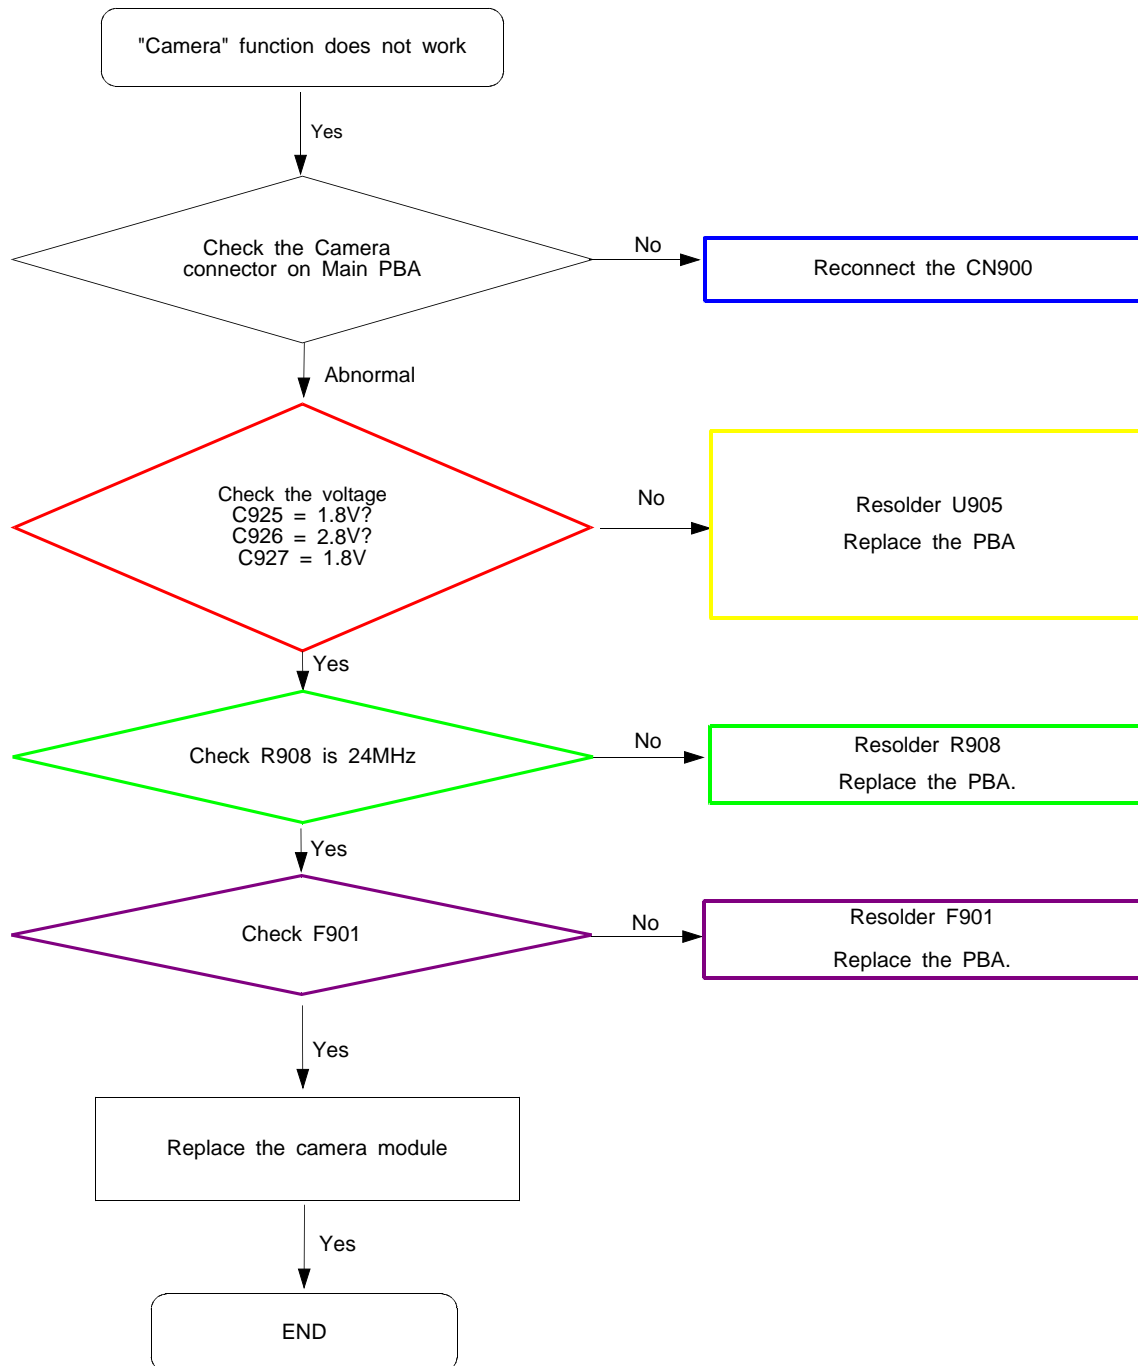 "Camera" function does not work
Yes
Check the Camera
connector on Main PBA
No
Reconnect the CN900
Abnormal
Check the voltage
C925 = 1.8V?
C926 = 2.8V?
C927 = 1.8V
No
Resolder U905
Replace the PBA
Yes
Check R908 is 24MHz
No
Resolder R908
Replace the PBA.
Yes
Check F901
No
Resolder F901
Replace the PBA.
Yes
Replace the camera module
Yes
END